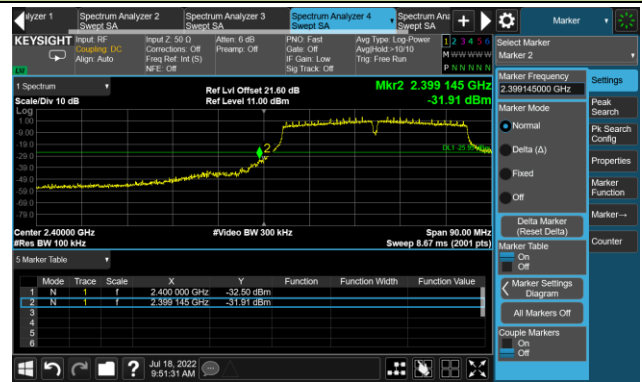 alyzer 1
Spectrum Analyzer 2
Swept SA
Spectrum Analyzer 3
Swept SA
Spectrum Analyzer 4
Swept SA
Spectrum Ana
Swept SA
+
Marker
KEYSIGHT
Input: RF
Coupling: DC
Align: Auto
Input Z: 50 Ω
Corrections: Off
Freq Ref: Int (S)
NFE: Off
Atten: 6 dB
Preamp: Off
PNO: Fast
Gate: Off
IF Gain: Low
Sig Track: Off
Avg Type: Log-Power
Avg|Hold:>10/10
Trig: Free Run
1 2 3 4 5 6
M W W W W W
P N N N N N
LXI
Select Marker
Marker 2
1 Spectrum
Scale/Div 10 dB
Ref Lvl Offset 21.60 dB
Ref Level 11.00 dBm
Mkr2 2.399 145 GHz
-31.91 dBm
Log
1.00
-9.00
-19.0
-29.0
-39.0
-49.0
-59.0
-69.0
-79.0
2
Center 2.40000 GHz
#Res BW 100 kHz
#Video BW 300 kHz
Span 90.00 MHz
Sweep 8.67 ms (2001 pts)
5 Marker Table
Mode Trace Scale X Y Function Function Width Function Value
1 N 1 f 2.400 000 GHz -32.50 dBm
2 N 1 f 2.399 145 GHz -31.91 dBm
3
4
5
6
Marker Frequency
2.399145000 GHz
Marker Mode
Normal
Delta (Δ)
Fixed
Off
Delta Marker
(Reset Delta)
Marker Table
On
Off
Marker Settings
Diagram
All Markers Off
Couple Markers
On
Off
Settings
Peak
Search
Pk Search
Config
Properties
Marker
Function
Marker→
Counter
?
Jul 18, 2022
9:51:31 AM